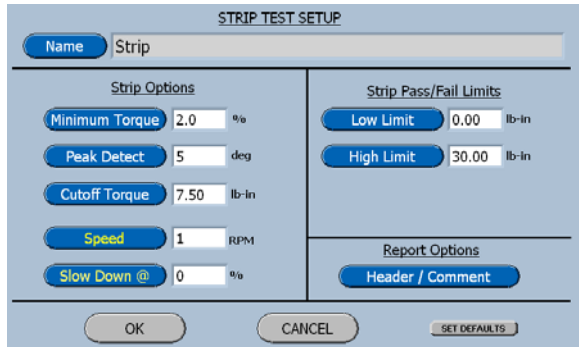 STRIP TEST SETUP
Name Strip
Strip Options
Minimum Torque 2.0 %
Peak Detect 5 deg
Cutoff Torque 7.50 lb-in
Speed 1 RPM
Slow Down @ 0 %
Strip Pass/Fail Limits
Low Limit 0.00 lb-in
High Limit 30.00 lb-in
Report Options
Header / Comment
OK CANCEL SET DEFAULTS